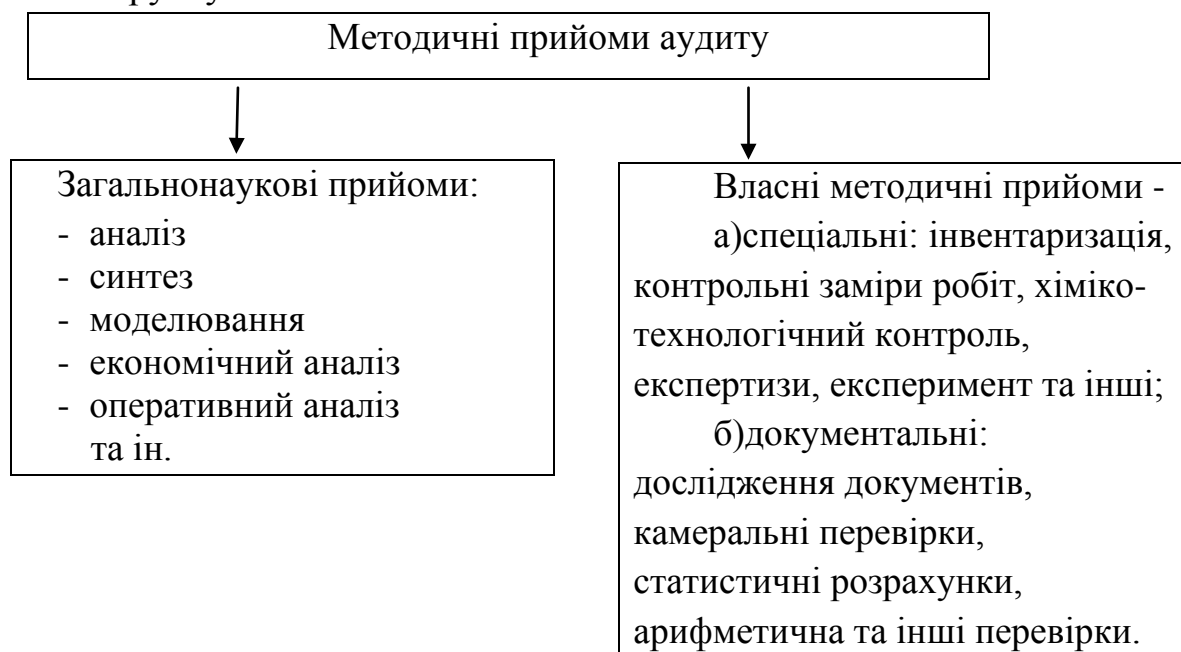 Методичні прийоми аудиту
Загальнонаукові прийоми:
- аналіз
- синтез
- моделювання
- економічний аналіз
- оперативний аналіз
та ін.
Власні методичні прийоми -
а)спеціальні: інвентаризація,
контрольні заміри робіт, хіміко-
технологічний контроль,
експертизи, експеримент та інші;
б)документальні:
дослідження документів,
камеральні перевірки,
статистичні розрахунки,
арифметична та інші перевірки.